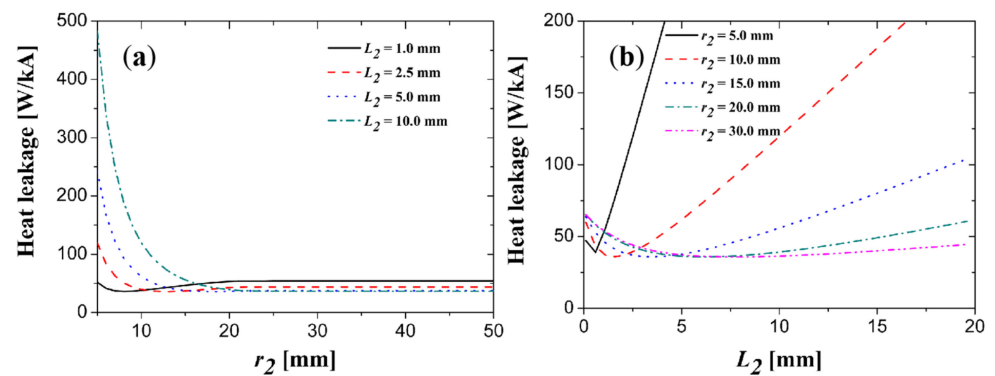 (a)
L2 = 1.0 mm
L2 = 2.5 mm
L2 = 5.0 mm
L2 = 10.0 mm
Heat leakage [W/kA]
500
400
300
200
100
0
10
20
30
40
50
r2 [mm]
(b)
r2 = 5.0 mm
r2 = 10.0 mm
r2 = 15.0 mm
r2 = 20.0 mm
r2 = 30.0 mm
Heat leakage [W/kA]
200
150
100
50
0
0
5
10
15
20
L2 [mm]